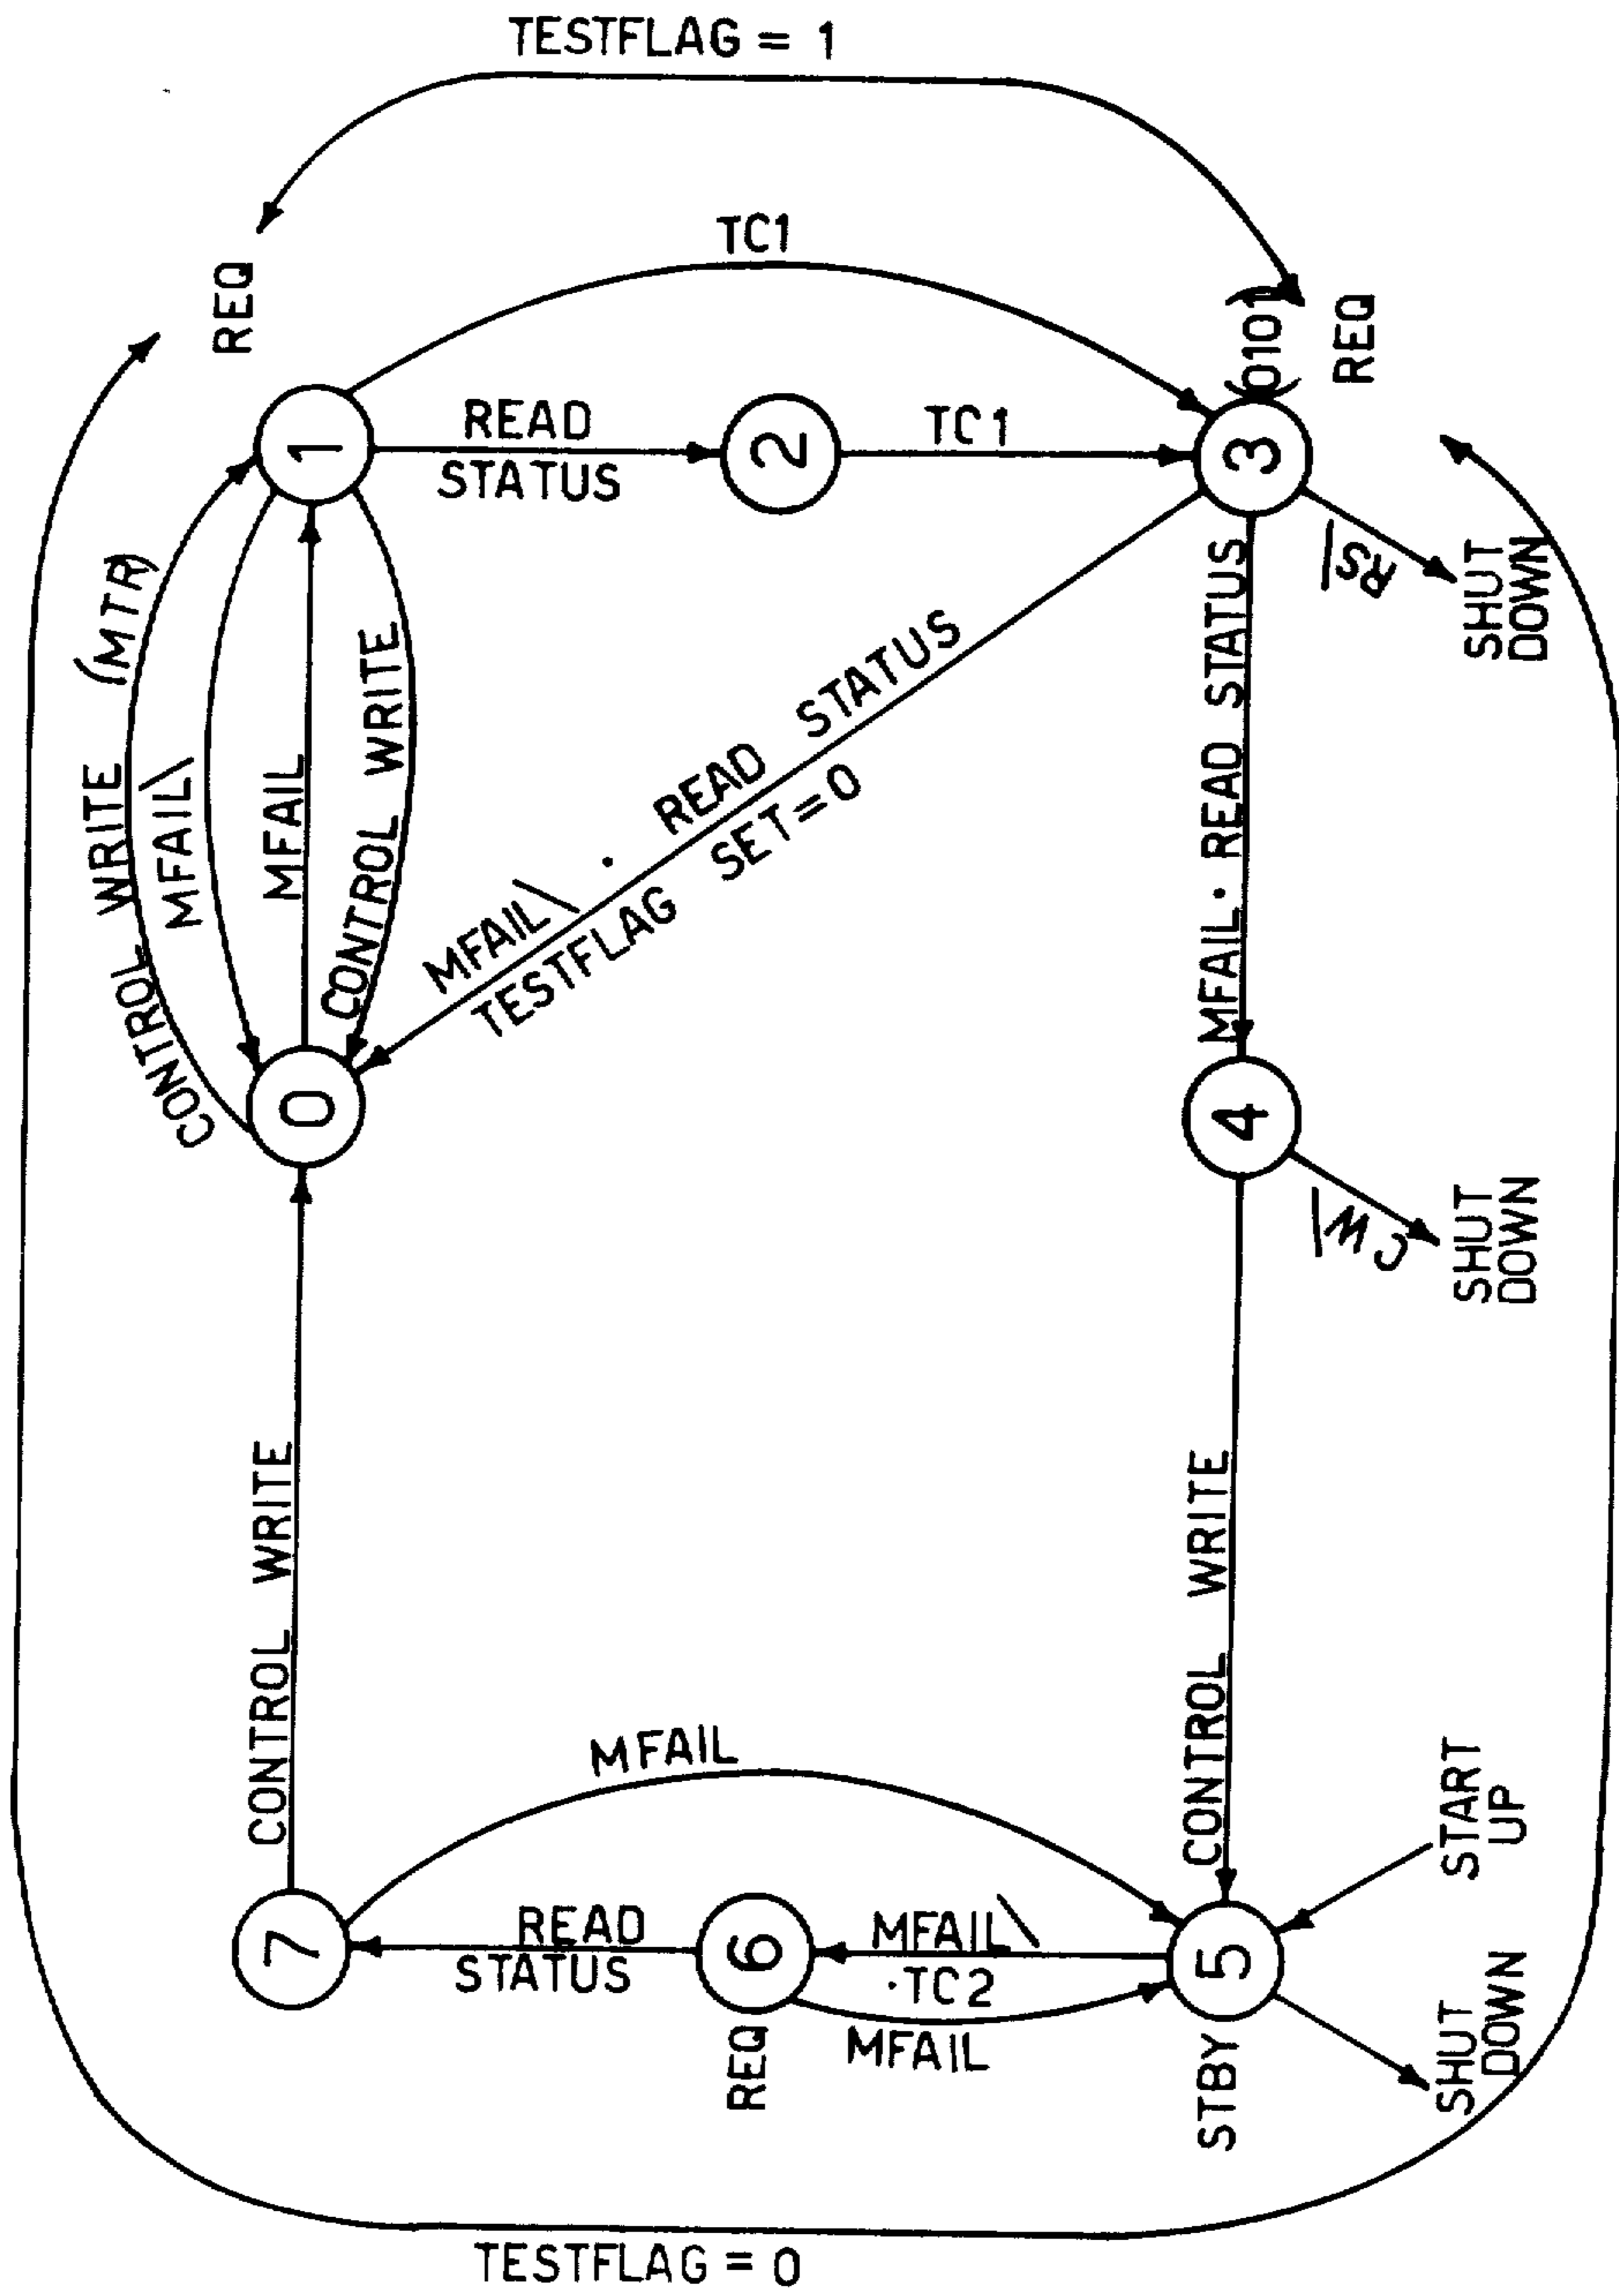 TESTFLAG = 1
REQ
TC1
1
READ
STATUS
2
TC1
3
(0101)
REQ
CONTROL WRITE (MTR)
MFAIL\
MFAIL
CONTROL WRITE
MFAIL\ · READ STATUS
TESTFLAG SET=0
MFAIL · READ STATUS
RS\
SHUT
DOWN
0
4
CW\
SHUT
DOWN
CONTROL WRITE
CONTROL WRITE
MFAIL
START
UP
7
READ
STATUS
6
REQ
MFAIL\
·TC2
MFAIL
5
STBY
SHUT
DOWN
TESTFLAG = 0